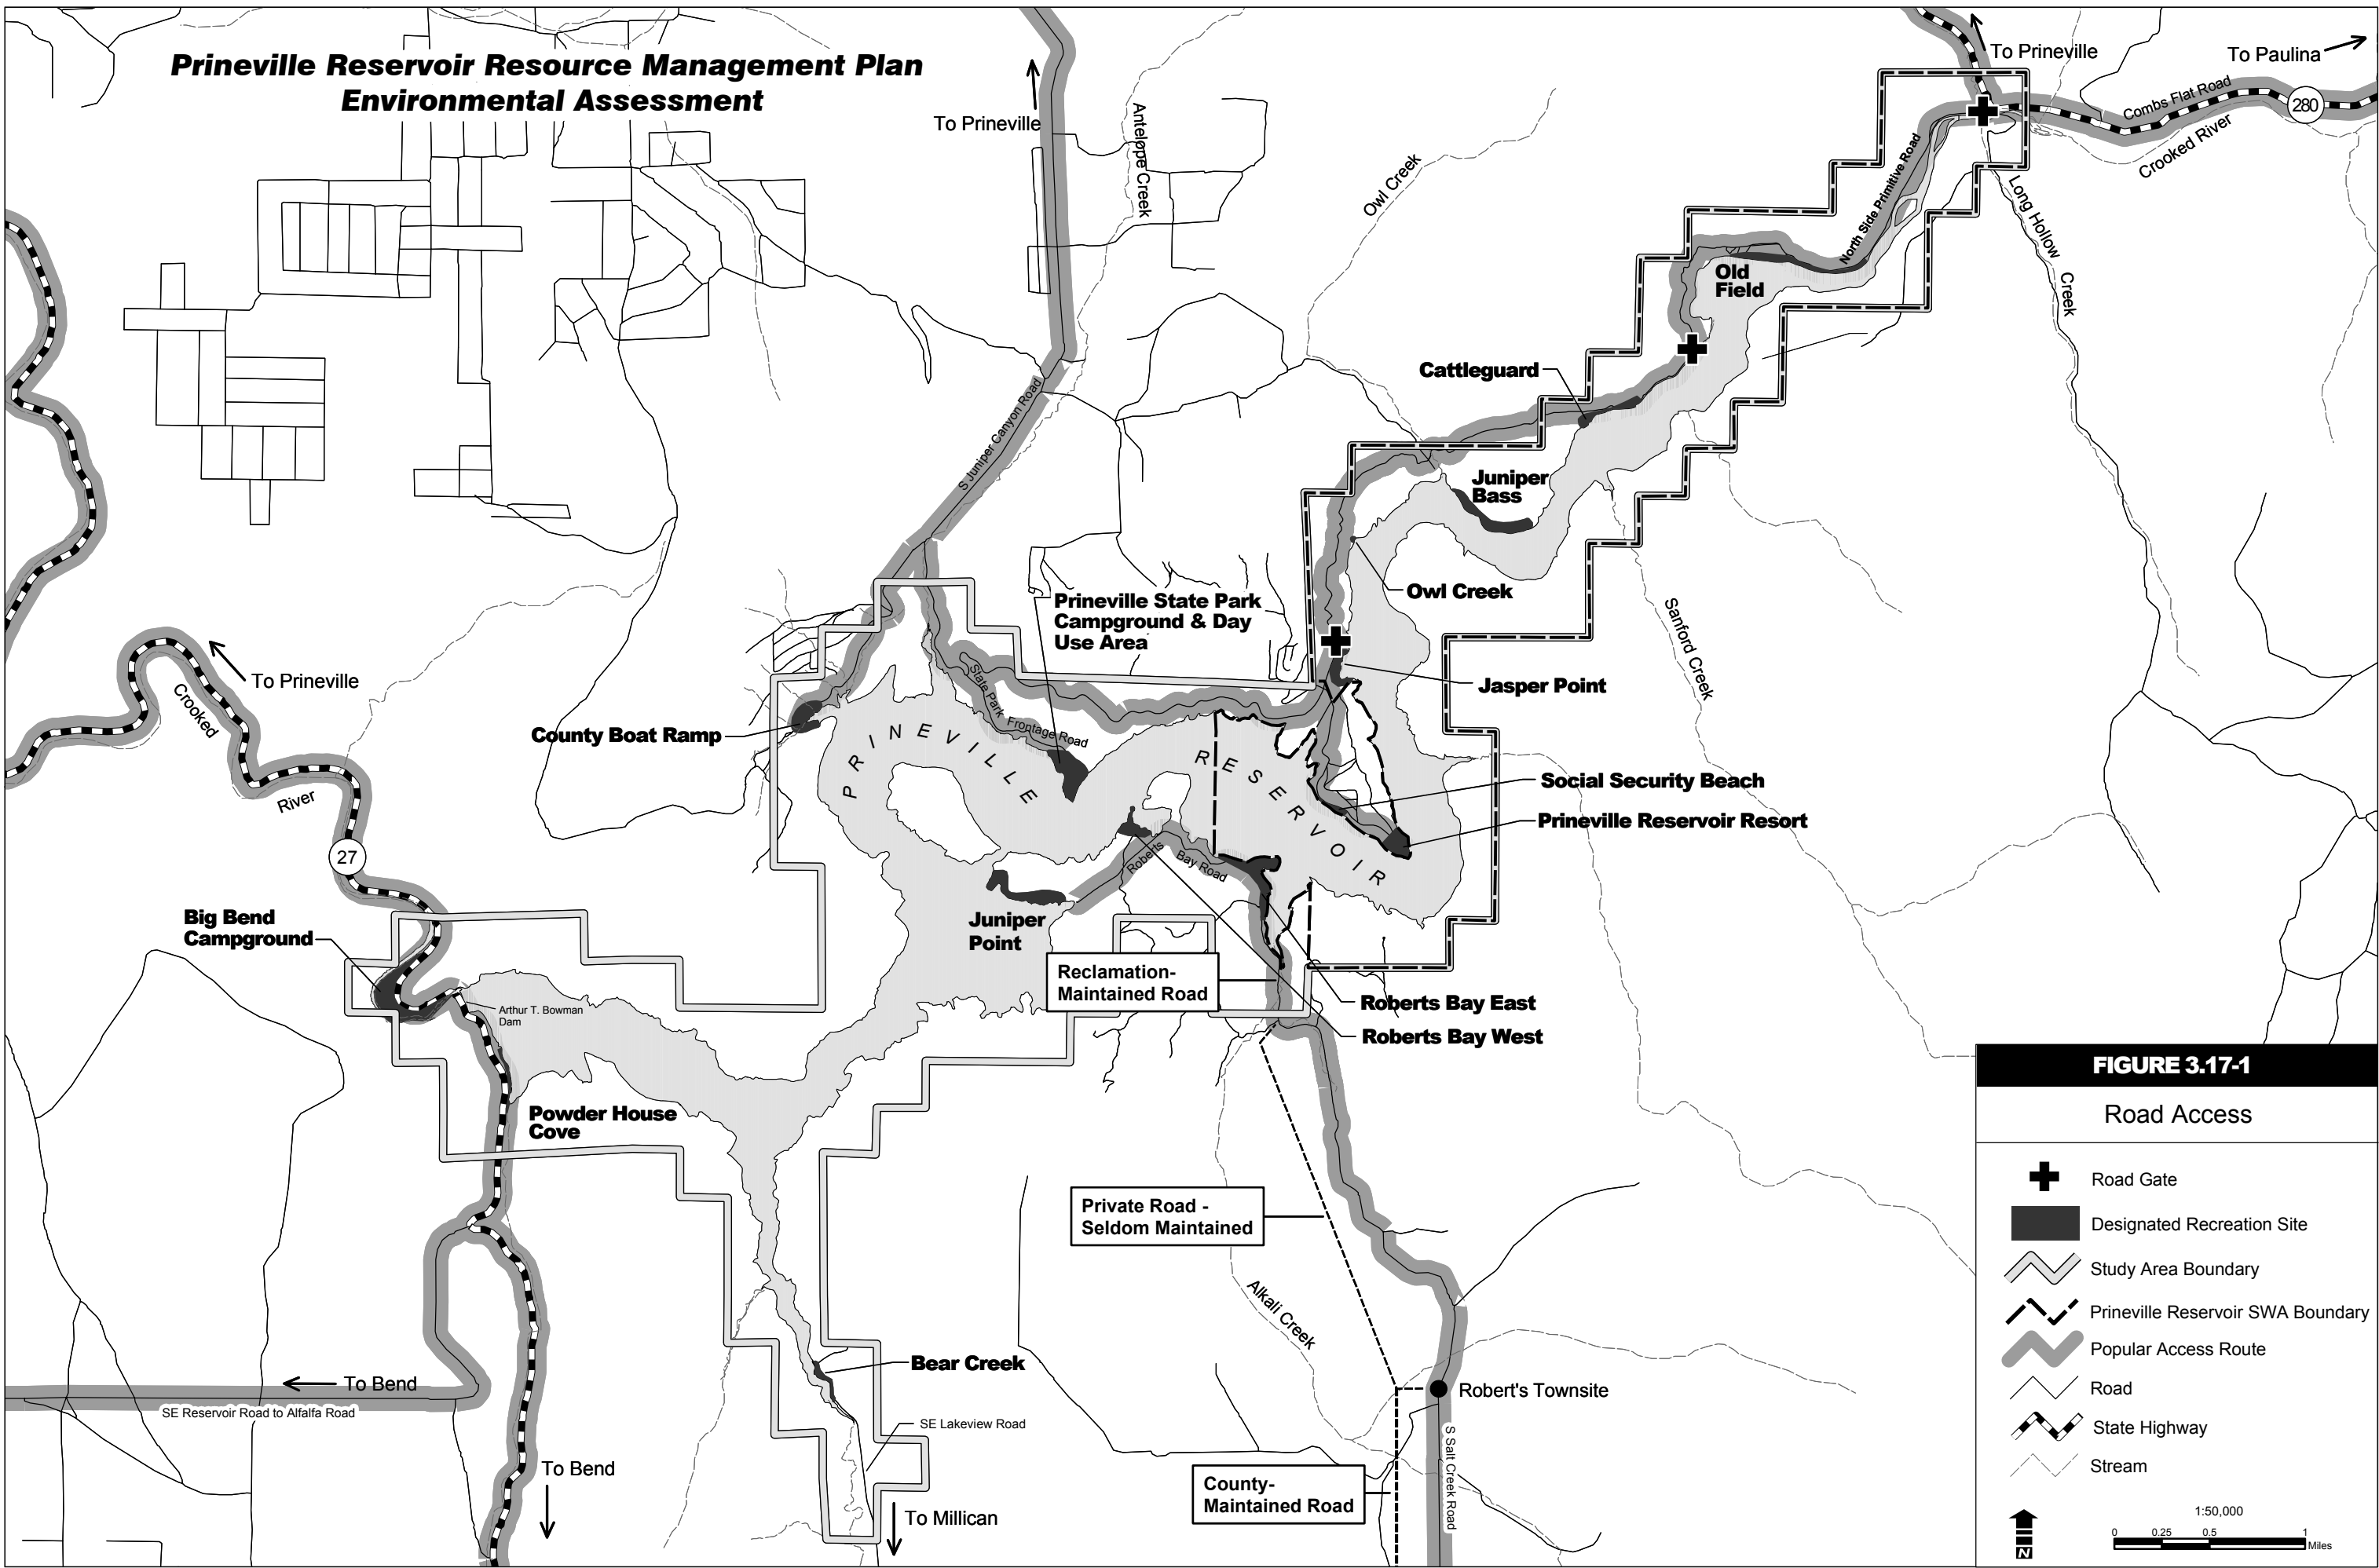 Prineville Reservoir Resource Management Plan
Environmental Assessment
To Prineville
To Paulina
To Prineville
Combs Flat Road
280
Crooked River
Antelope Creek
Owl Creek
North Side Primitive Road
Long Hollow Creek
Old
Field
Cattleguard
S Juniper Canyon Road
Juniper
Bass
Owl Creek
Prineville State Park
Campground & Day
Use Area
Sanford Creek
To Prineville
Crooked
River
27
Jasper Point
State Park
Frontage Road
County Boat Ramp
PRINEVILLE
RESERVOIR
Social Security Beach
Prineville Reservoir Resort
Roberts
Bay Road
Big Bend
Campground
Juniper
Point
Reclamation-
Maintained Road
Roberts Bay East
Roberts Bay West
Arthur T. Bowman
Dam
Powder House
Cove
Private Road -
Seldom Maintained
Alkali Creek
Bear Creek
To Bend
SE Reservoir Road to Alfalfa Road
Robert's Townsite
SE Lakeview Road
S Salt Creek Road
To Bend
County-
Maintained Road
To Millican
FIGURE 3.17-1
Road Access
Road Gate
Designated Recreation Site
Study Area Boundary
Prineville Reservoir SWA Boundary
Popular Access Route
Road
State Highway
Stream
N
1:50,000
0 0.25 0.5 1
Miles